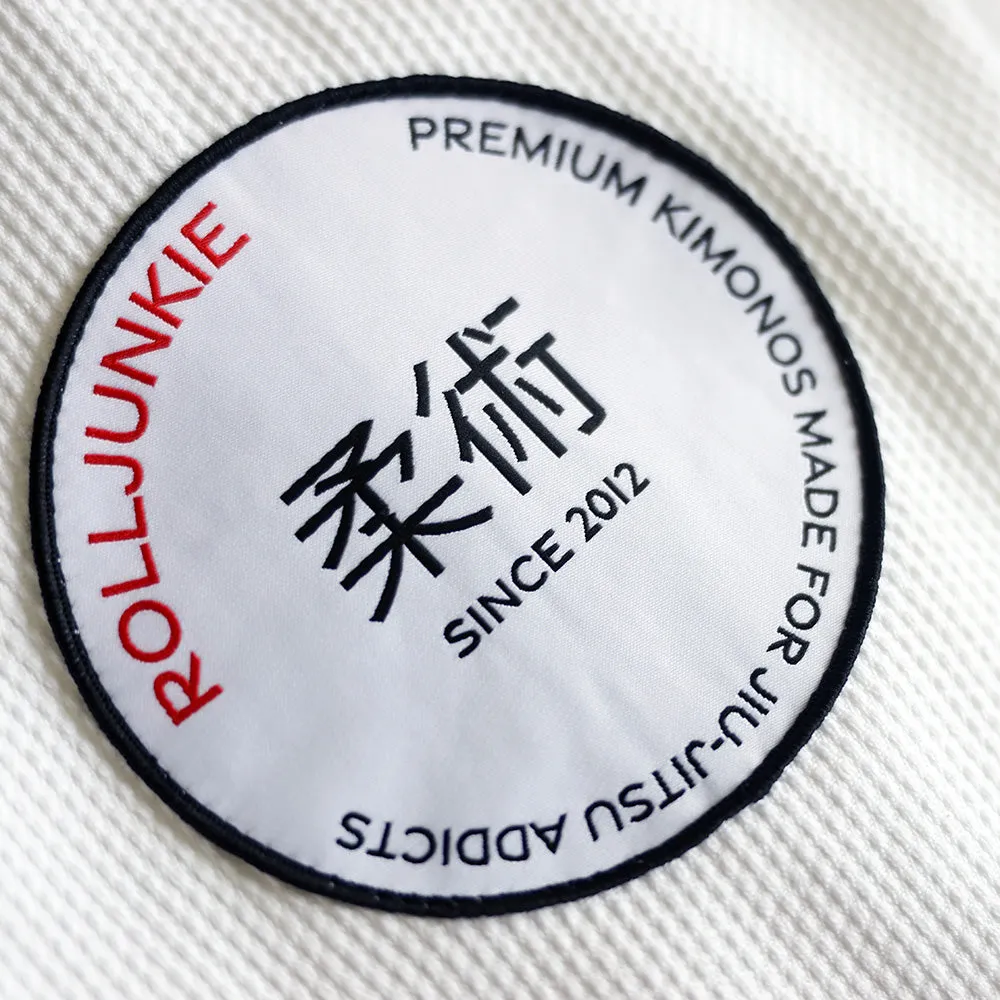 ROLLJUNKIE
PREMIUM KIMONOS MADE FOR JIU-JITSU ADDICTS
柔術
SINCE 2012